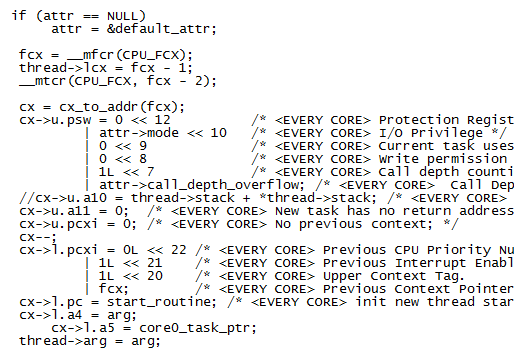 if (attr == NULL)
attr = &default_attr;
fcx = __mfcr(CPU_FCX);
thread->lcx = fcx - 1;
__mtcr(CPU_FCX, fcx - 2);
cx = cx_to_addr(fcx);
cx->u.psw = 0 << 12 /* <EVERY CORE> Protection Regist
| attr->mode << 10 /* <EVERY CORE> I/O Privilege */
| 0 << 9 /* <EVERY CORE> Current task uses
| 0 << 8 /* <EVERY CORE> Write permission
| 1L << 7 /* <EVERY CORE> Call depth counti
| attr->call_depth_overflow; /* <EVERY CORE> Call Dep
//cx->u.a10 = thread->stack + *thread->stack; /* <EVERY CORE>
cx->u.a11 = 0; /* <EVERY CORE> New task has no return address
cx->u.pcxi = 0; /* <EVERY CORE> No previous context; */
cx--;
cx->l.pcxi = 0L << 22 /* <EVERY CORE> Previous CPU Priority Nu
| 1L << 21 /* <EVERY CORE> Previous Interrupt Enabl
| 1L << 20 /* <EVERY CORE> Upper Context Tag.
| fcx; /* <EVERY CORE> Previous Context Pointer
cx->l.pc = start_routine; /* <EVERY CORE> init new thread star
cx->l.a4 = arg;
cx->l.a5 = core0_task_ptr;
thread->arg = arg;